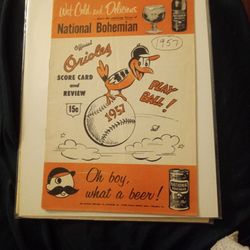 Wet Cold and Delicious
National Bohemian
1957
Official
Orioles
SCORE CARD
and
REVIEW
15¢
PLAY
BALL!
1957
Oh boy,
what a beer!
NATIONAL